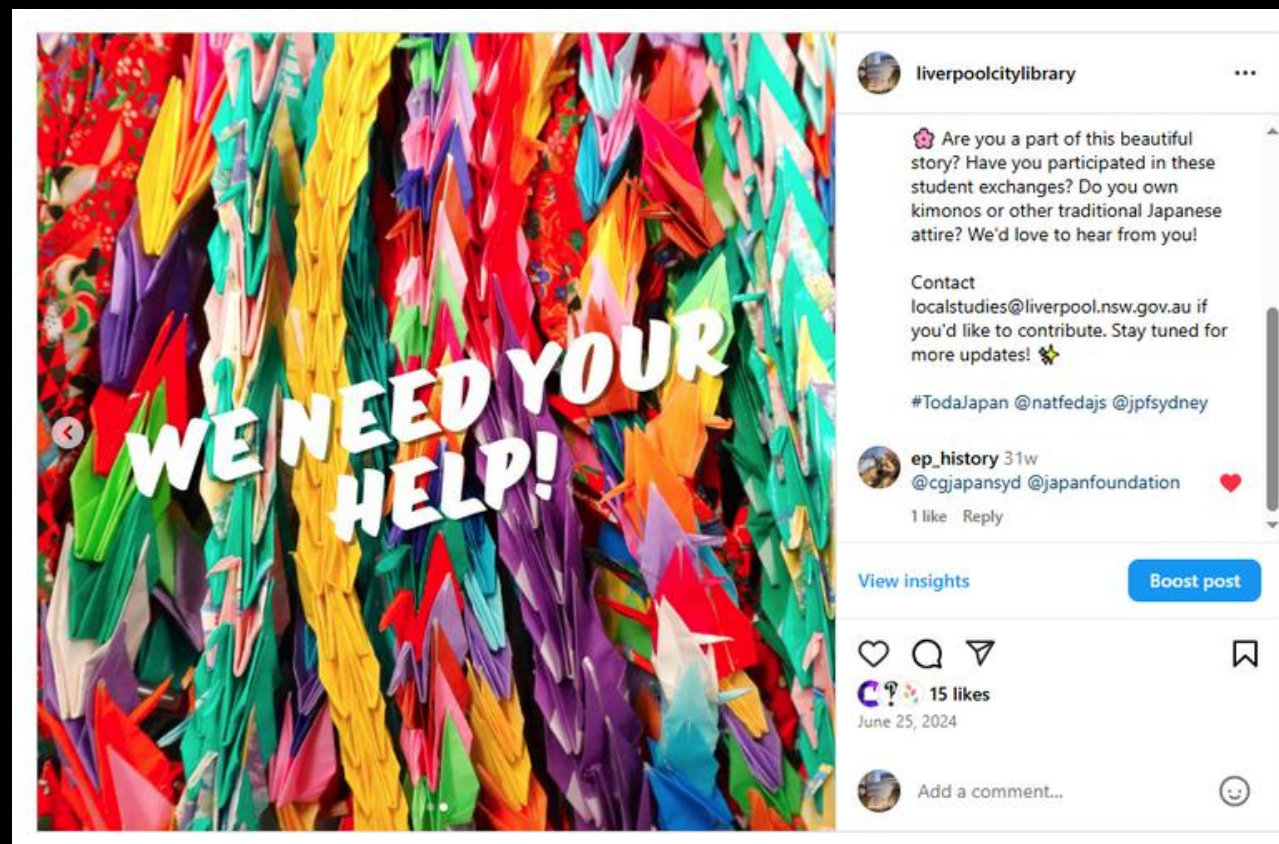 WE NEED YOUR
HELP!
liverpoolcitylibrary
🌸 Are you a part of this beautiful
story? Have you participated in these
student exchanges? Do you own
kimonos or other traditional Japanese
attire? We'd love to hear from you!
Contact
localstudies@liverpool.nsw.gov.au if
you'd like to contribute. Stay tuned for
more updates! ✨
#TodaJapan @natfedajs @jpfsydney
ep_history 31w
@cgjapansyd @japanfoundation
1 like Reply
View insights Boost post
15 likes
June 25, 2024
Add a comment...